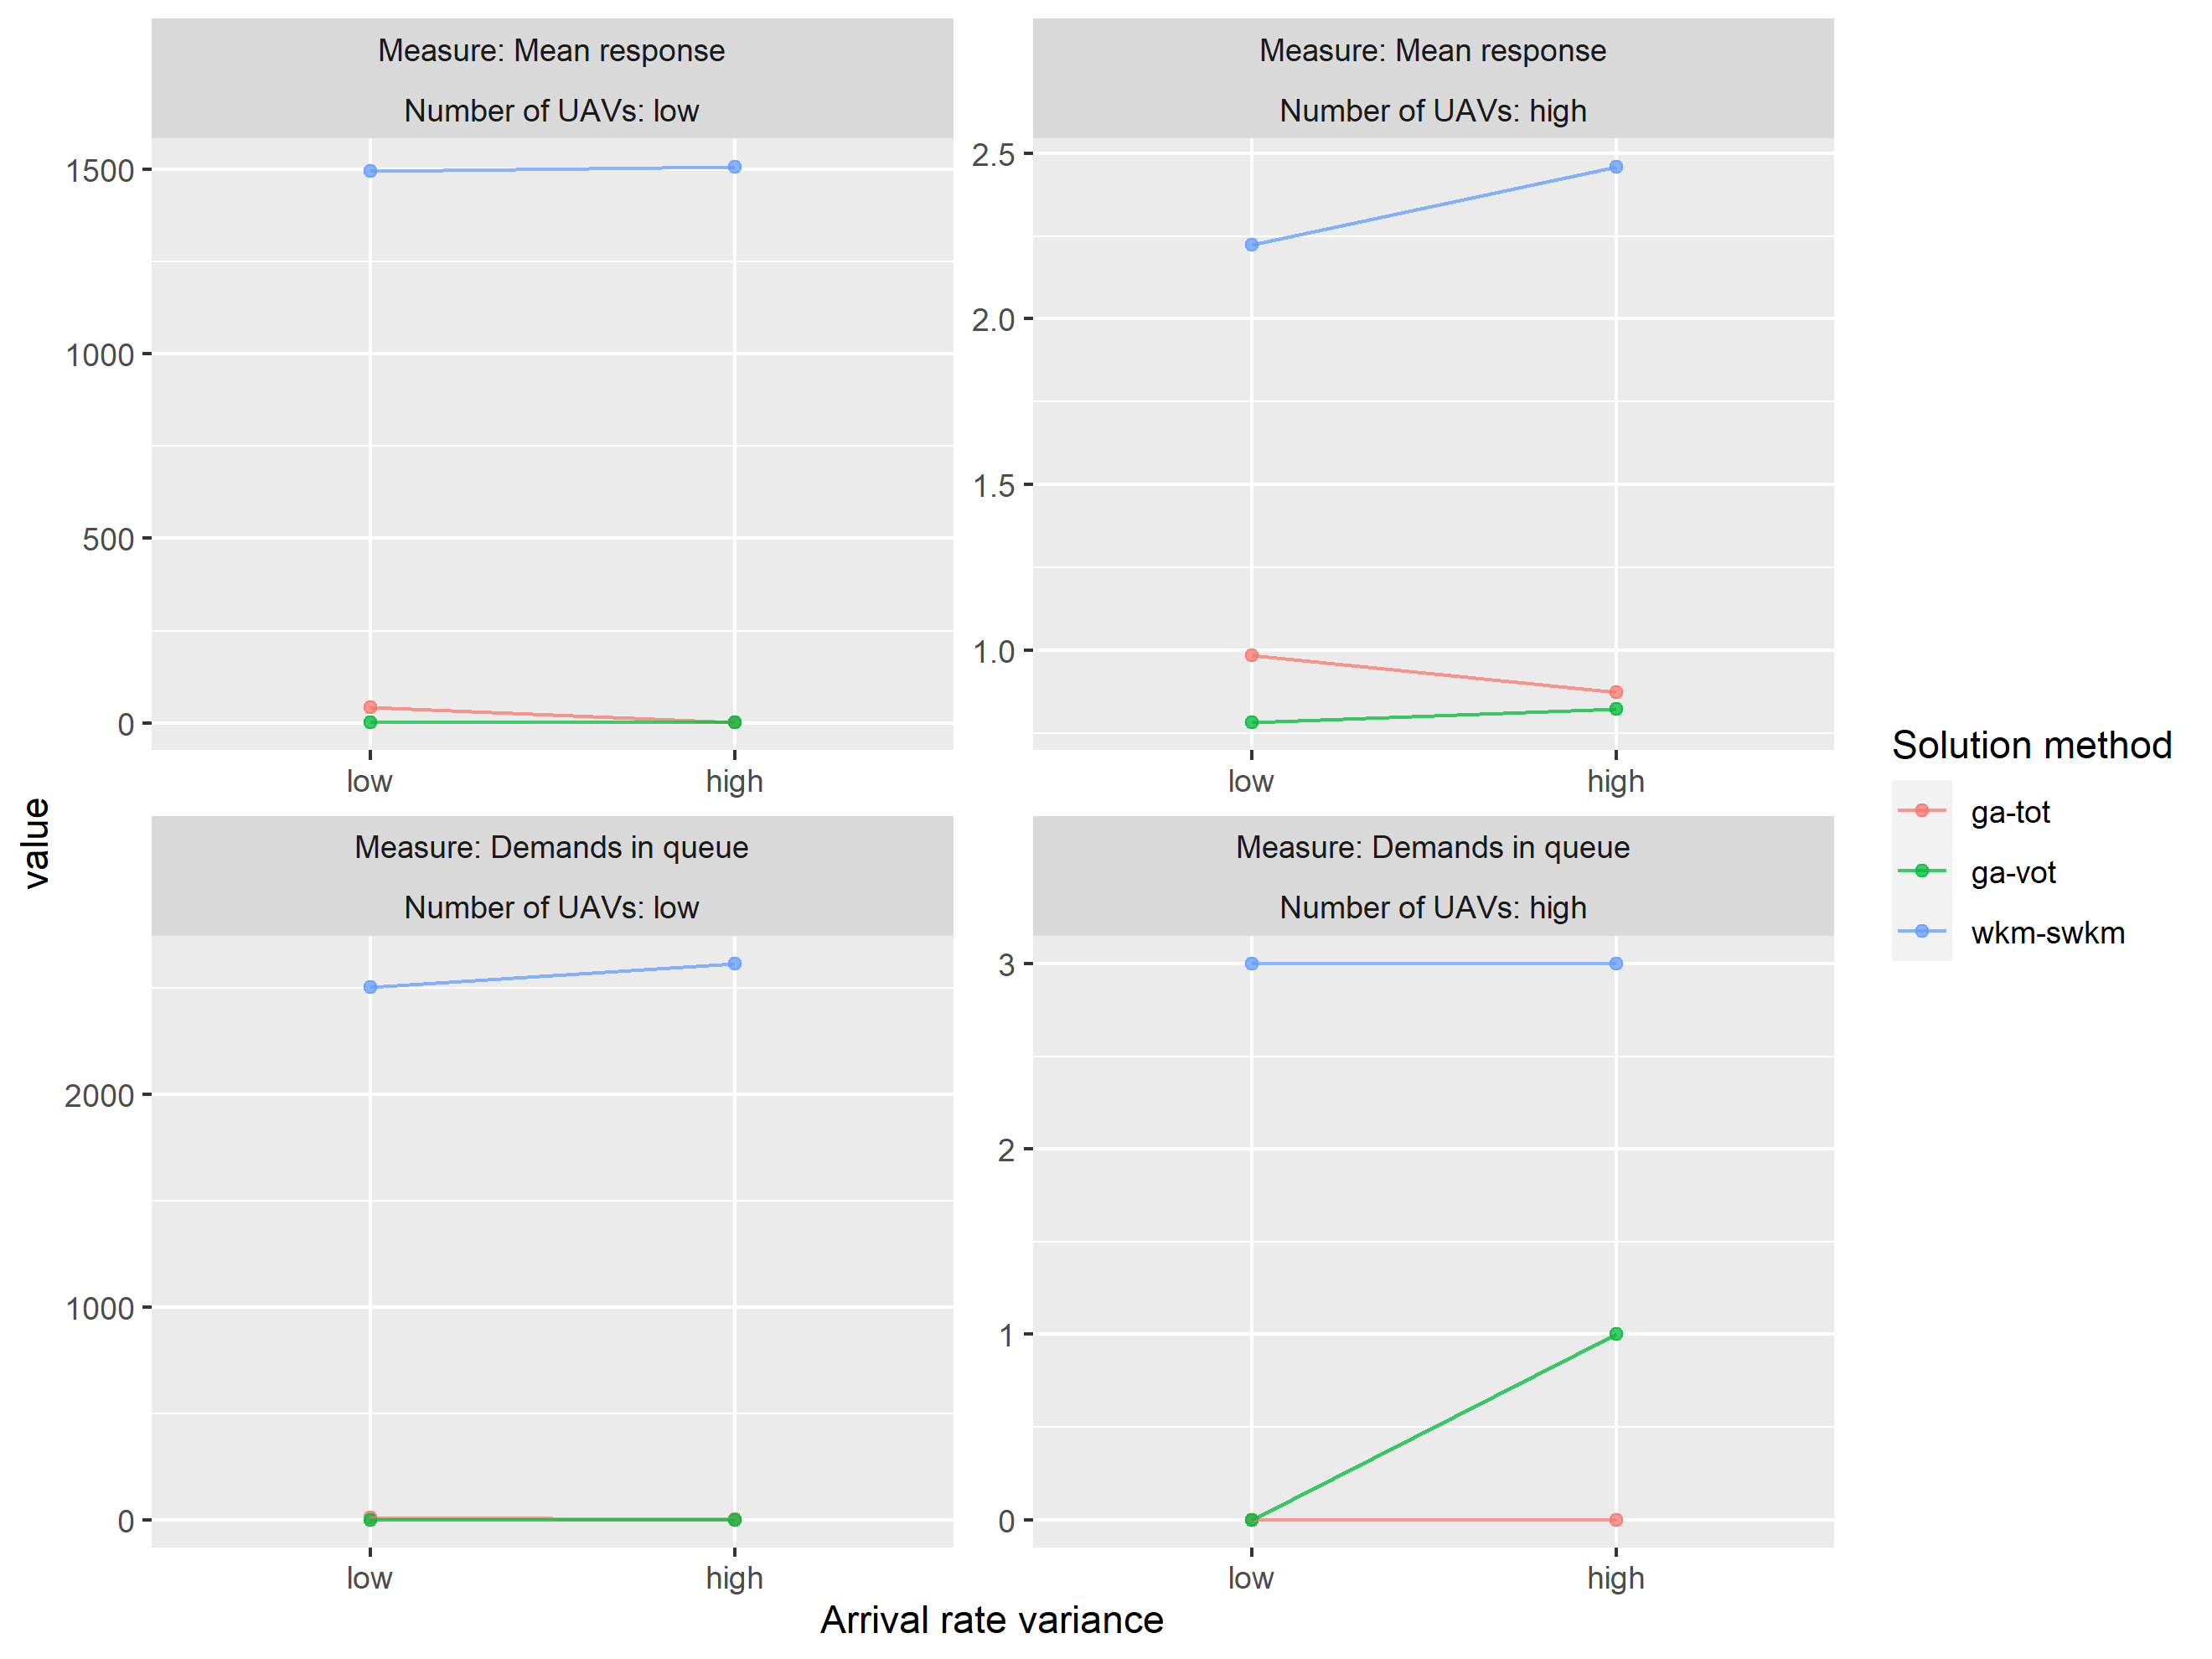 Measure: Mean response
Number of UAVs: low
1500
1000
500
0
low high
Measure: Mean response
Number of UAVs: high
2.5
2.0
1.5
1.0
low high
Measure: Demands in queue
Number of UAVs: low
2000
1000
0
low high
Measure: Demands in queue
Number of UAVs: high
3
2
1
0
low high
value
Arrival rate variance
Solution method
ga-tot
ga-vot
wkm-swkm